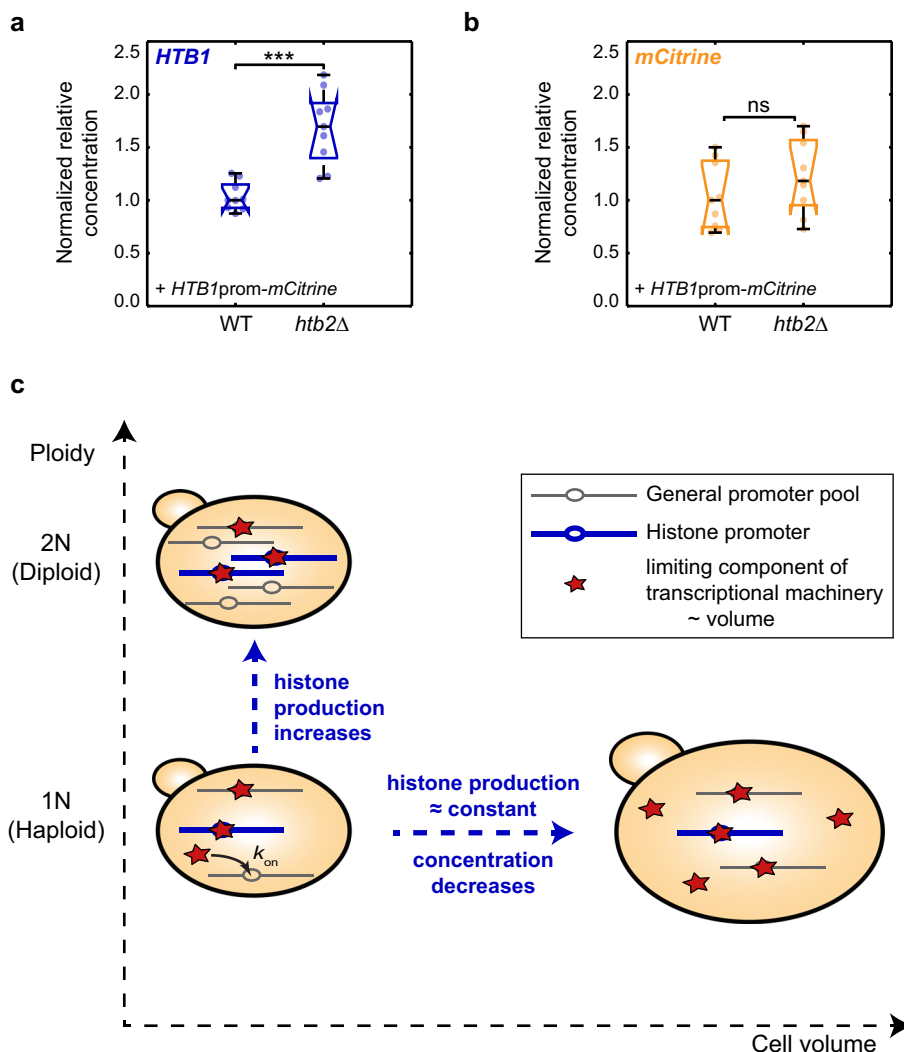 a
HTB1
***
Normalized relative
concentration
2.5
2.0
1.5
1.0
0.5
0.0
+ HTB1prom-mCitrine
WT
htb2Δ
b
mCitrine
ns
Normalized relative
concentration
2.5
2.0
1.5
1.0
0.5
0.0
+ HTB1prom-mCitrine
WT
htb2Δ
c
Ploidy
2N
(Diploid)
General promoter pool
Histone promoter
limiting component of
transcriptional machinery
~ volume
histone
production
increases
1N
(Haploid)
kon
histone production
≈ constant
concentration
decreases
Cell volume